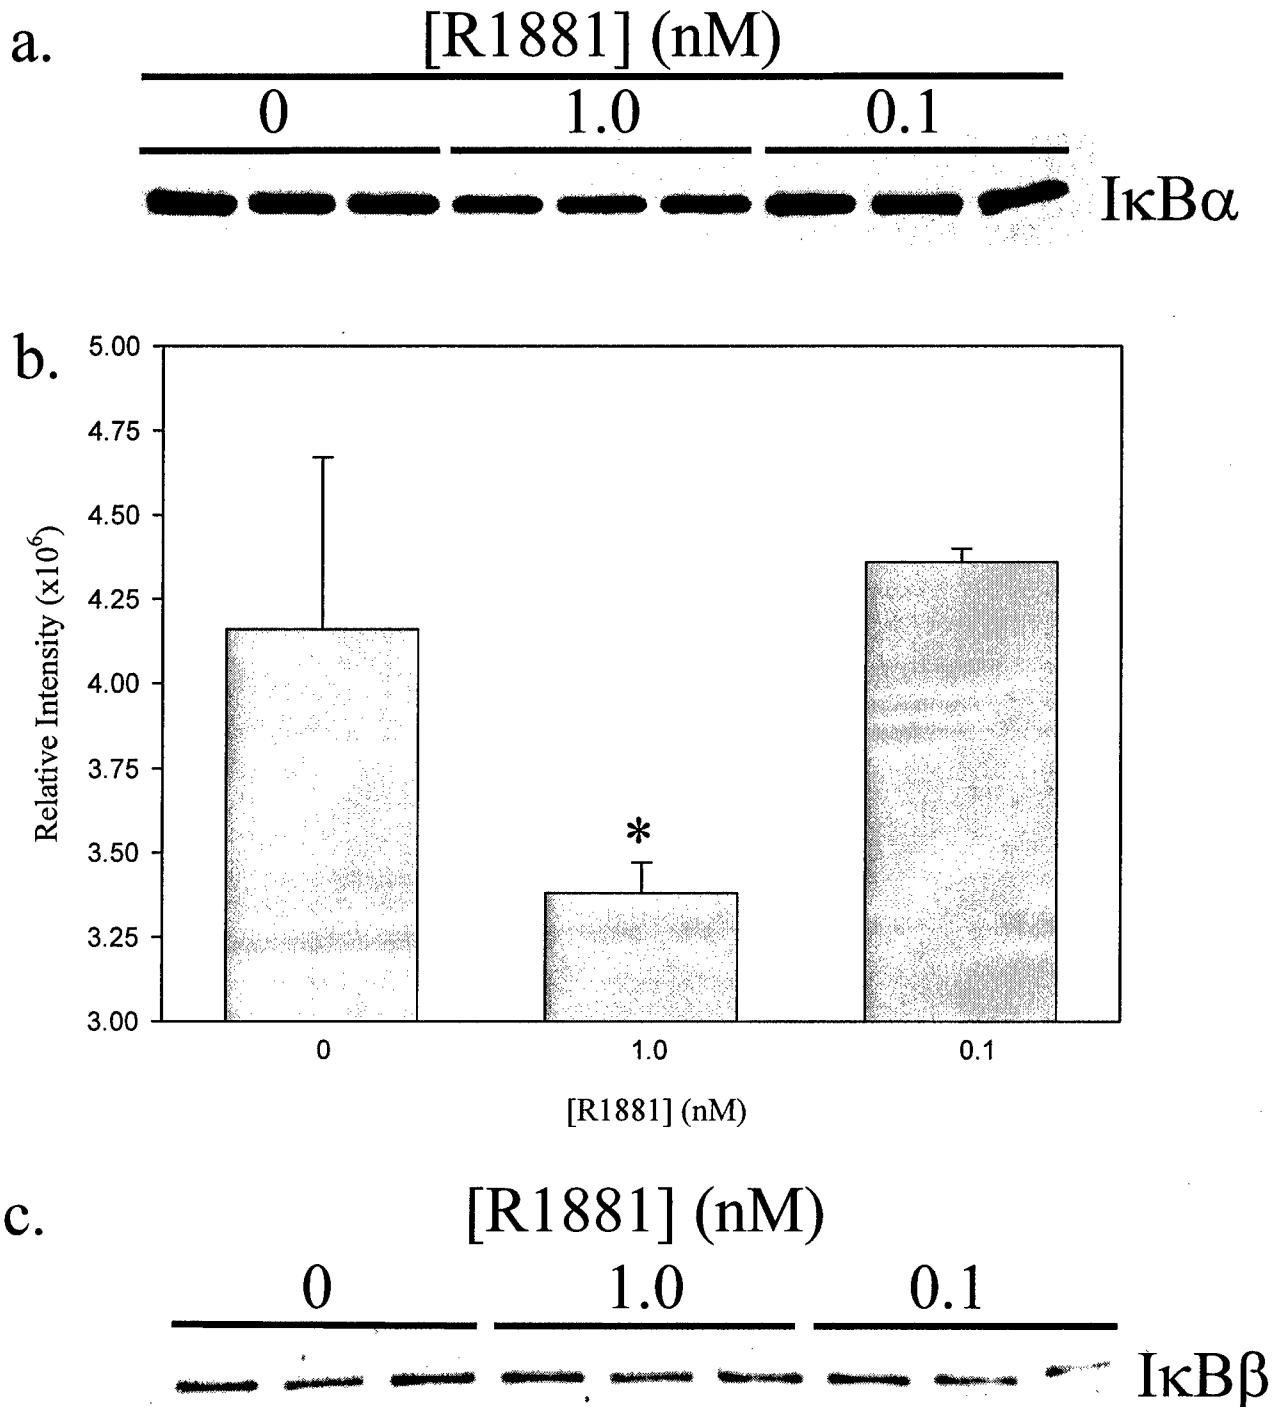 a.
[R1881] (nM)
0 1.0 0.1
IκBα
b.
5.00
4.75
4.50
4.25
4.00
3.75
3.50
3.25
3.00
Relative Intensity (x10⁶)
*
0 1.0 0.1
[R1881] (nM)
c.
[R1881] (nM)
0 1.0 0.1
IκBβ